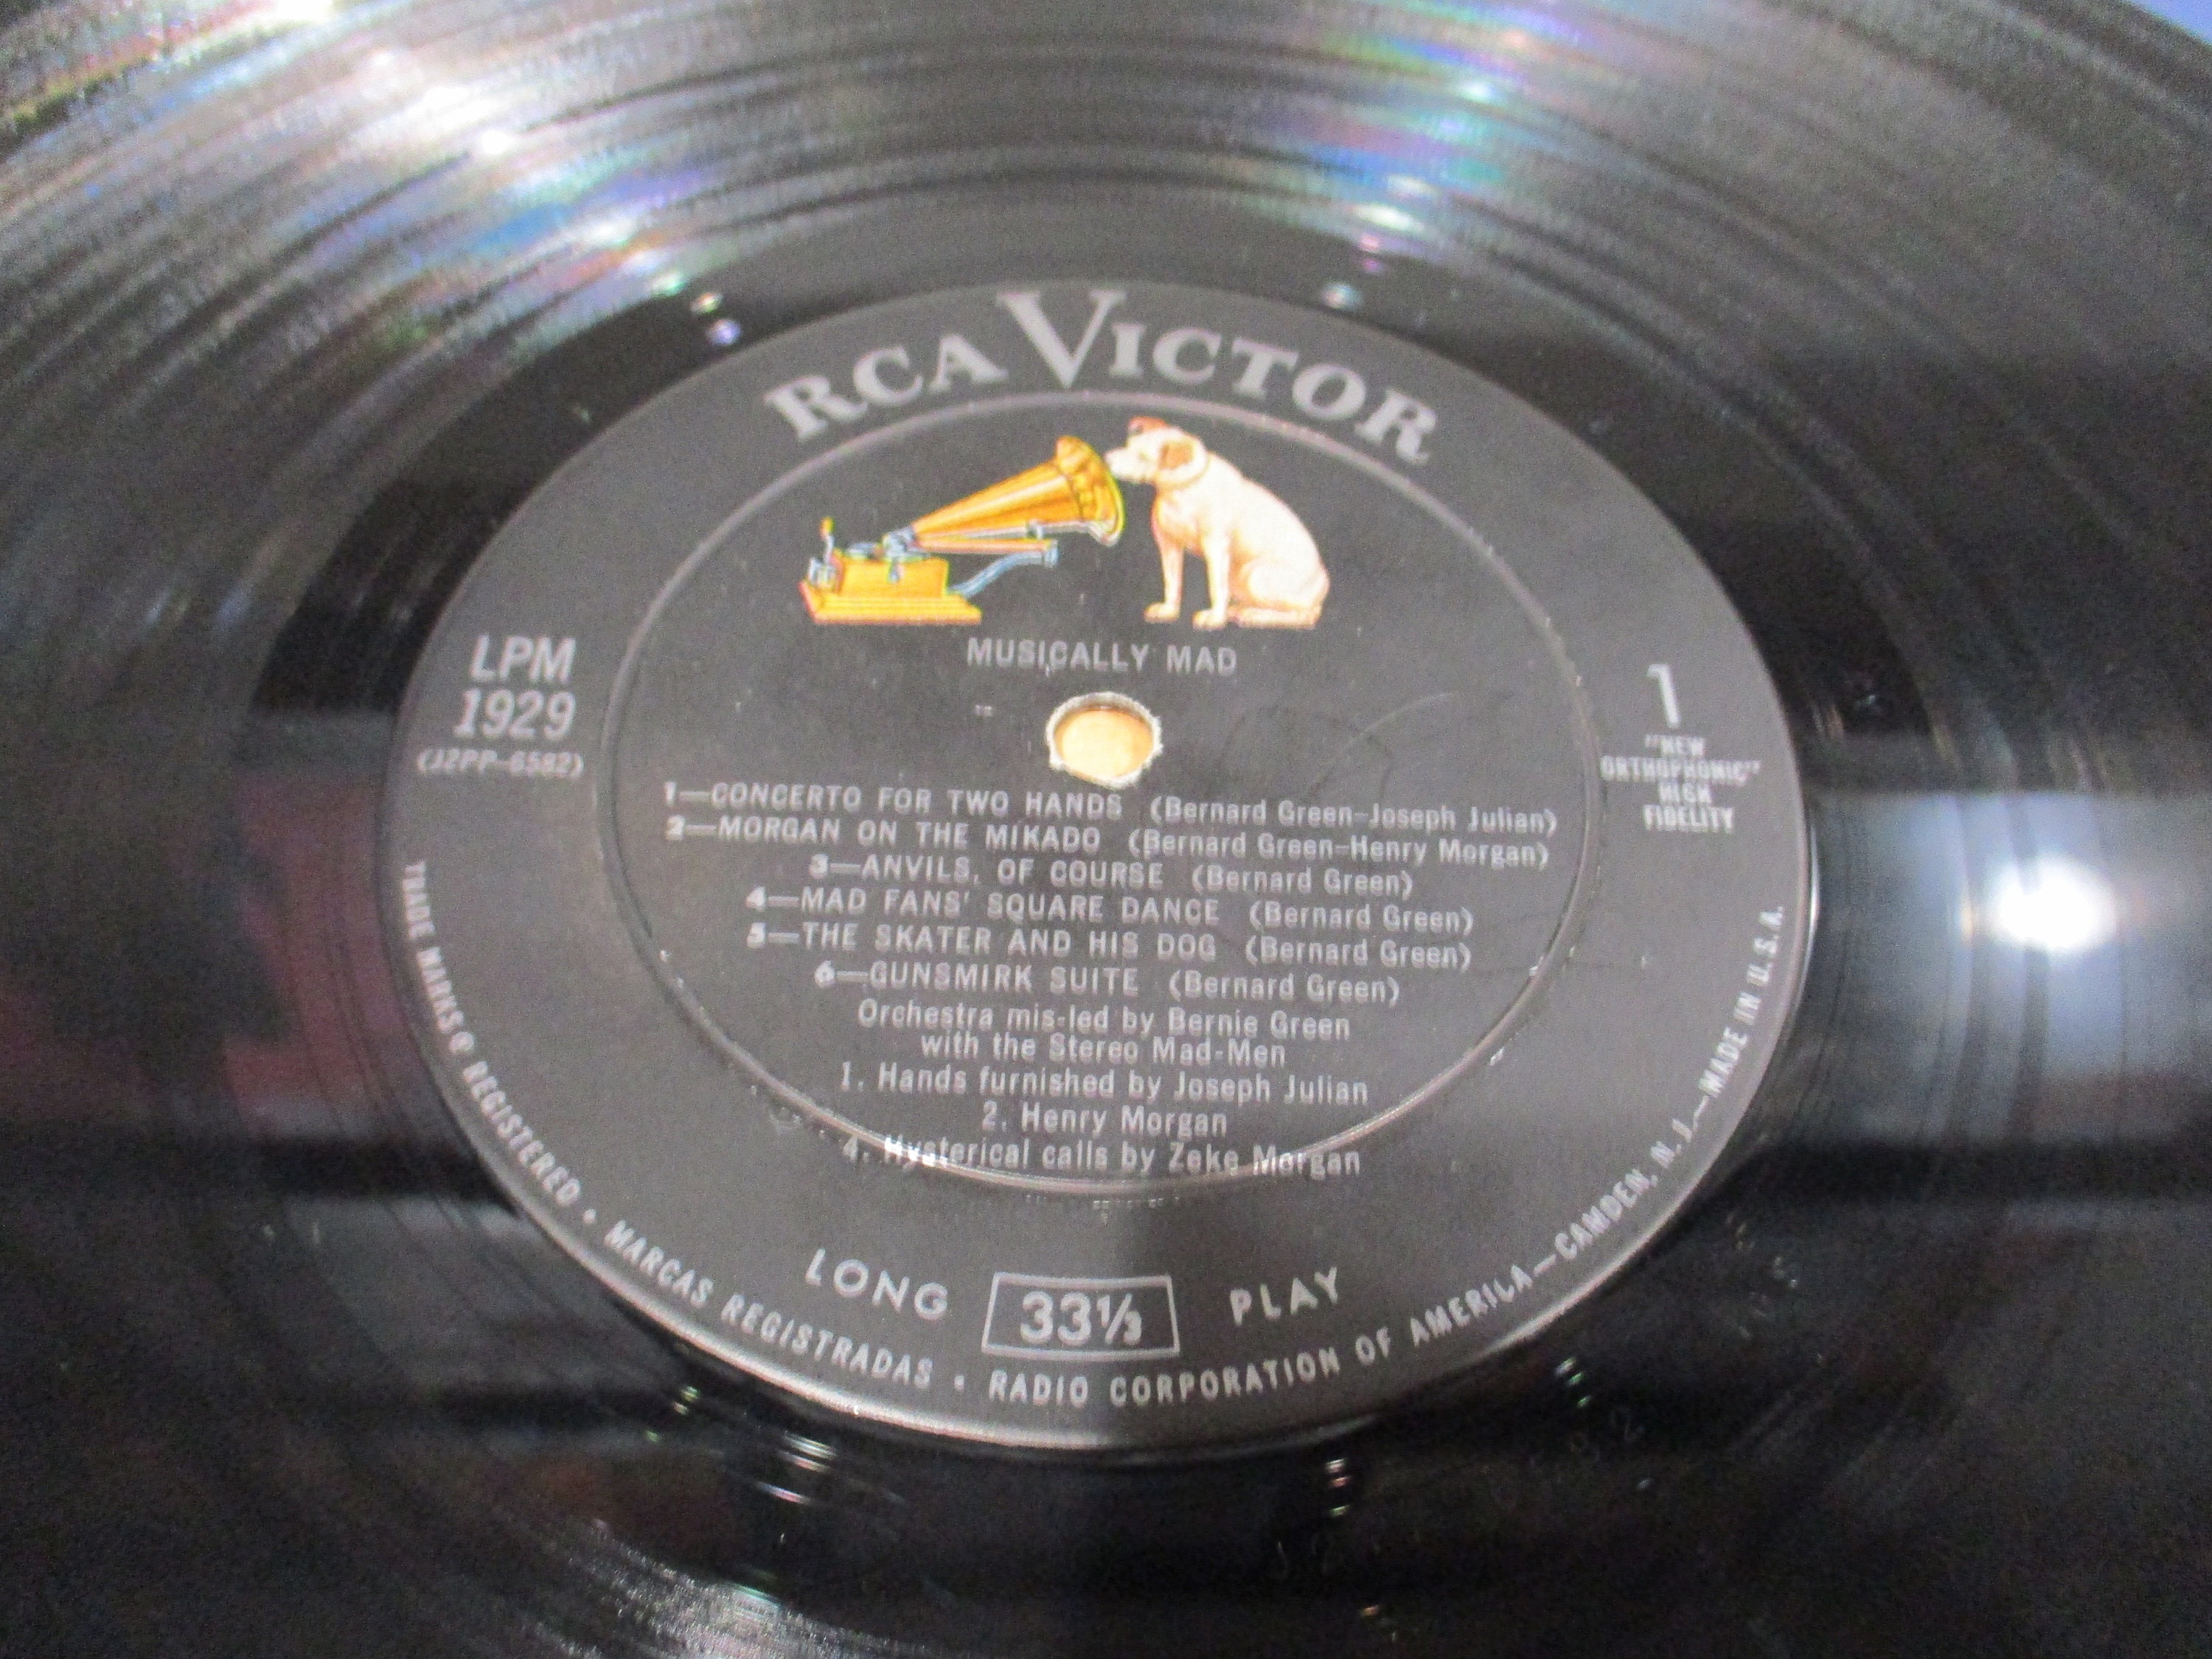 RCA VICTOR
MUSICALLY MAD
LPM
1929
(J2PP-6582)
1
"NEW
ORTHOPHONIC"
HIGH
FIDELITY
1—CONCERTO FOR TWO HANDS (Bernard Green-Joseph Julian)
2—MORGAN ON THE MIKADO (Bernard Green-Henry Morgan)
3—ANVILS, OF COURSE (Bernard Green)
4—MAD FANS' SQUARE DANCE (Bernard Green)
5—THE SKATER AND HIS DOG (Bernard Green)
6—GUNSMIRK SUITE (Bernard Green)
Orchestra mis-led by Bernie Green
with the Stereo Mad-Men
1. Hands furnished by Joseph Julian
2. Henry Morgan
4. Hysterical calls by Zeke Morgan
LONG 33⅓ PLAY
TRADE MARKS ® REGISTERED • MARCAS REGISTRADAS • RADIO CORPORATION OF AMERICA—CAMDEN, N. J.—MADE IN U.S.A.